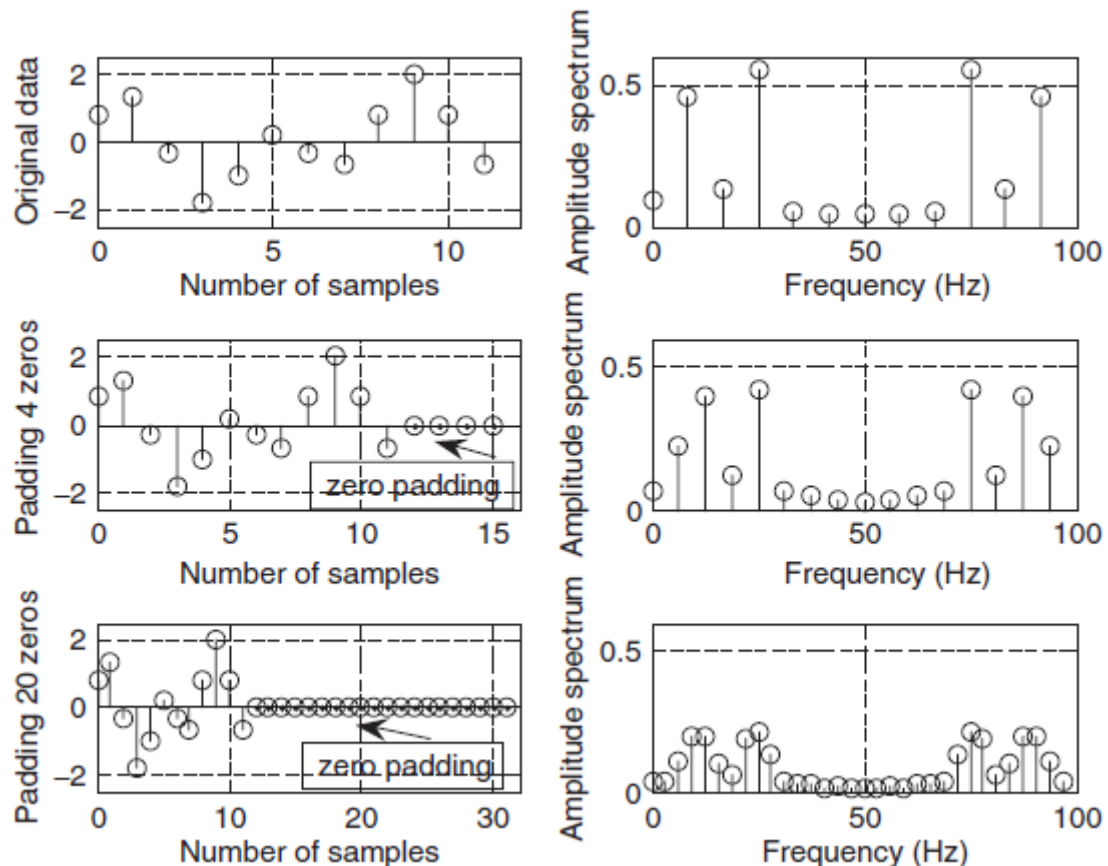 Original data
2
0
−2
0 5 10
Number of samples
Amplitude spectrum
0.5
0
0 50 100
Frequency (Hz)
Padding 4 zeros
2
0
−2
zero padding
0 5 10 15
Number of samples
Amplitude spectrum
0.5
0
0 50 100
Frequency (Hz)
Padding 20 zeros
2
0
−2
zero padding
0 10 20 30
Number of samples
Amplitude spectrum
0.5
0
0 50 100
Frequency (Hz)